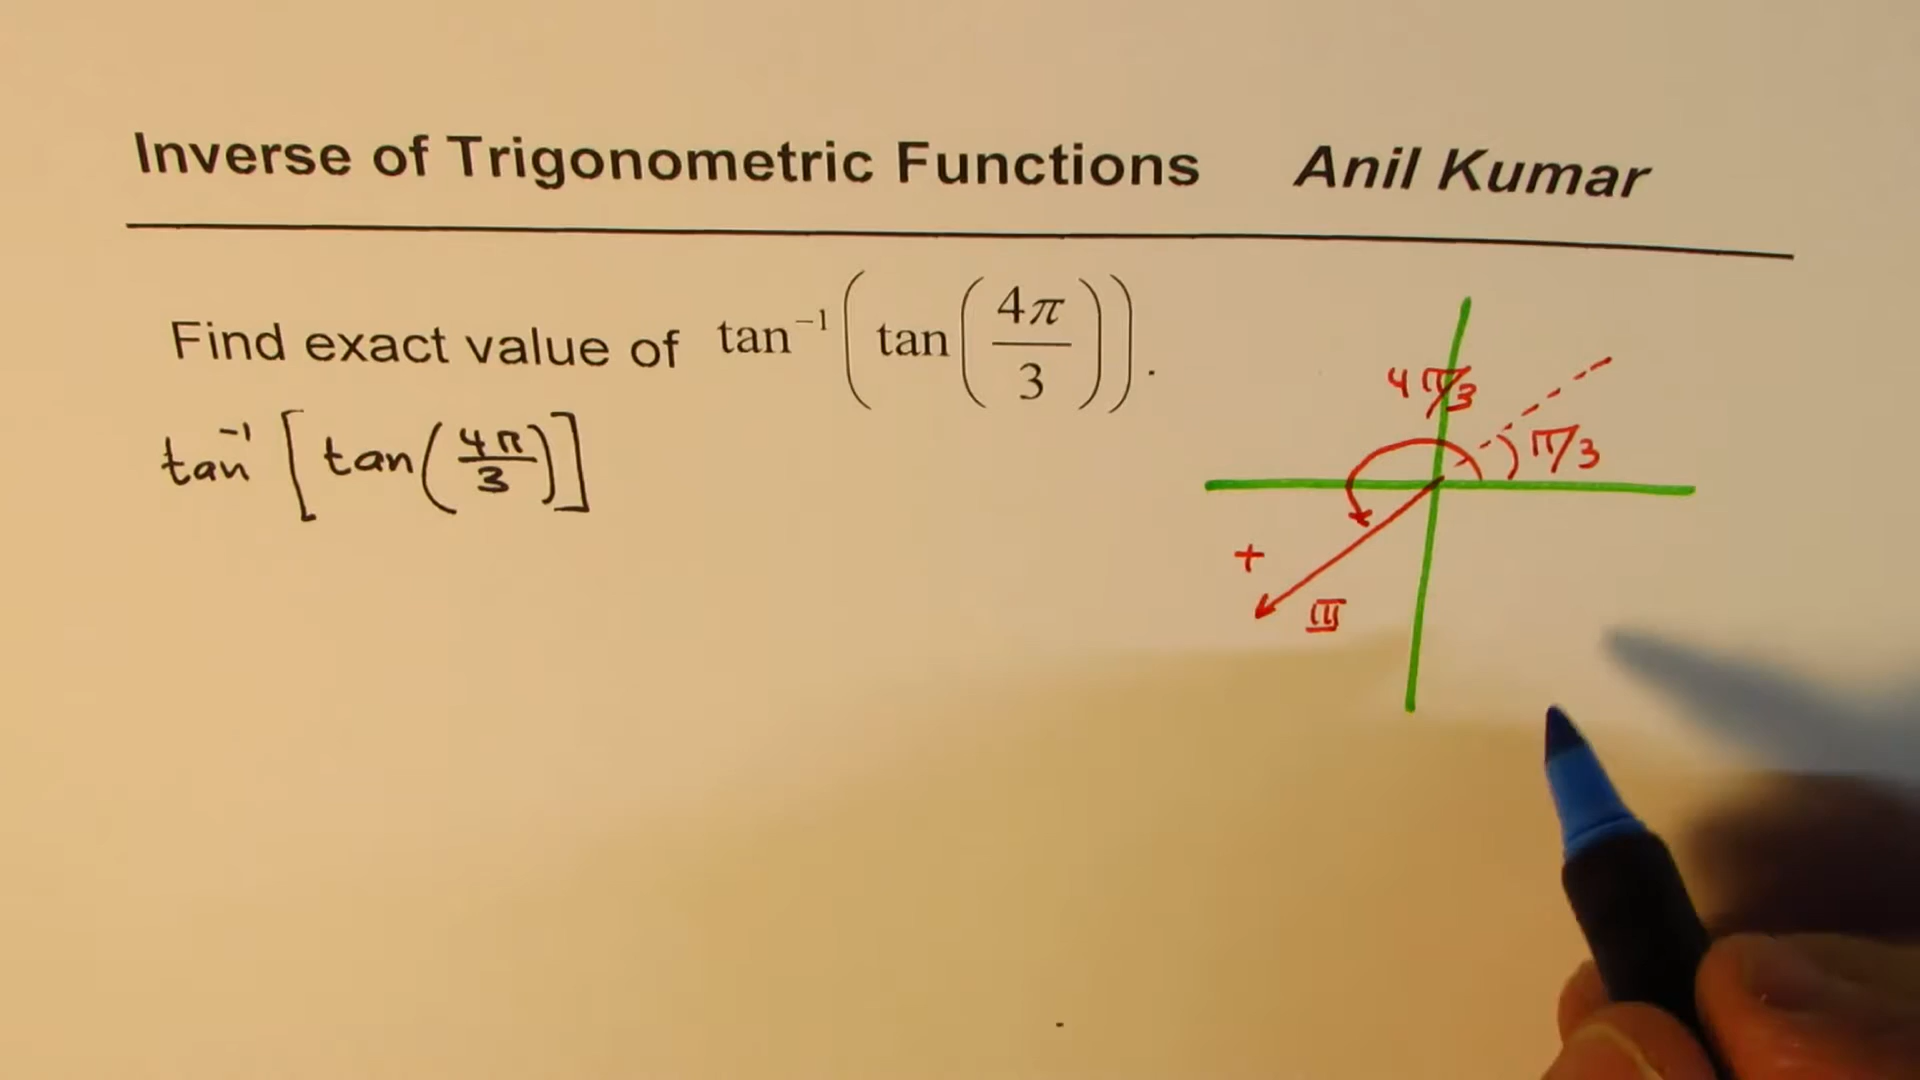 Inverse of Trigonometric Functions Anil Kumar
Find exact value of tan⁻¹(tan(4π/3)).
tan⁻¹[tan(4π/3)]
4π/3
π/3
+
III